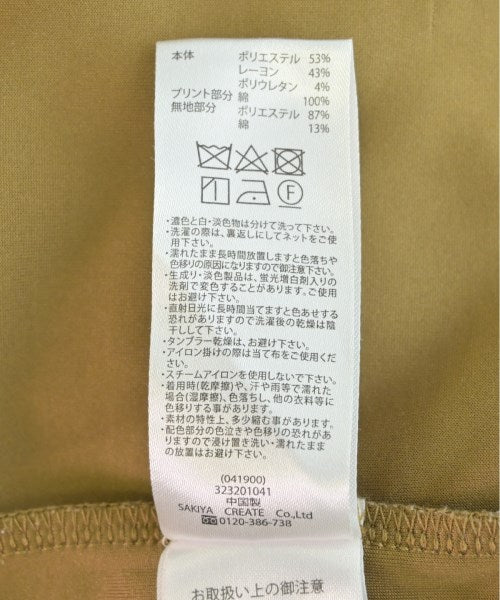 本体 ポリエステル 53%
レーヨン 43%
ポリウレタン 4%
プリント部分 綿 100%
無地部分 ポリエステル 87%
綿 13%
F
・濃色と白・淡色物は分けて洗って下さい。
・洗濯の際は、裏返しにしてネットをご使
用下さい。
・濡れたまま長時間放置しますと色落ちや
色移りの原因になりますので御注意下さい。
・生成り・淡色製品は、蛍光増白剤入りの
洗剤で変色することがあります。ご使用
はお避け下さい。
・直射日光に長時間当てますと色あせする
恐れがありますので洗濯後の乾燥は陰
干しして下さい。
・タンブラー乾燥は、お避け下さい。
・アイロン掛けの際は当て布をご使用くだ
さい。
・スチームアイロンを使用しないで下さい。
・着用時(乾摩擦)や、汗や雨等で濡れた
場合(湿摩擦)、色落ちし、他の衣料等に
色移りする事が有ります。
・素材の特性上、多少縮む事が有ります。
・配色部分の色泣きや色移りの恐れがあ
りますので浸け置き洗い・濡れたまま
の放置はお避け下さい。
(041900)
323201041
中国製
SAKIYA CREATE Co.,Ltd
0120-386-738
お取扱い上の御注意